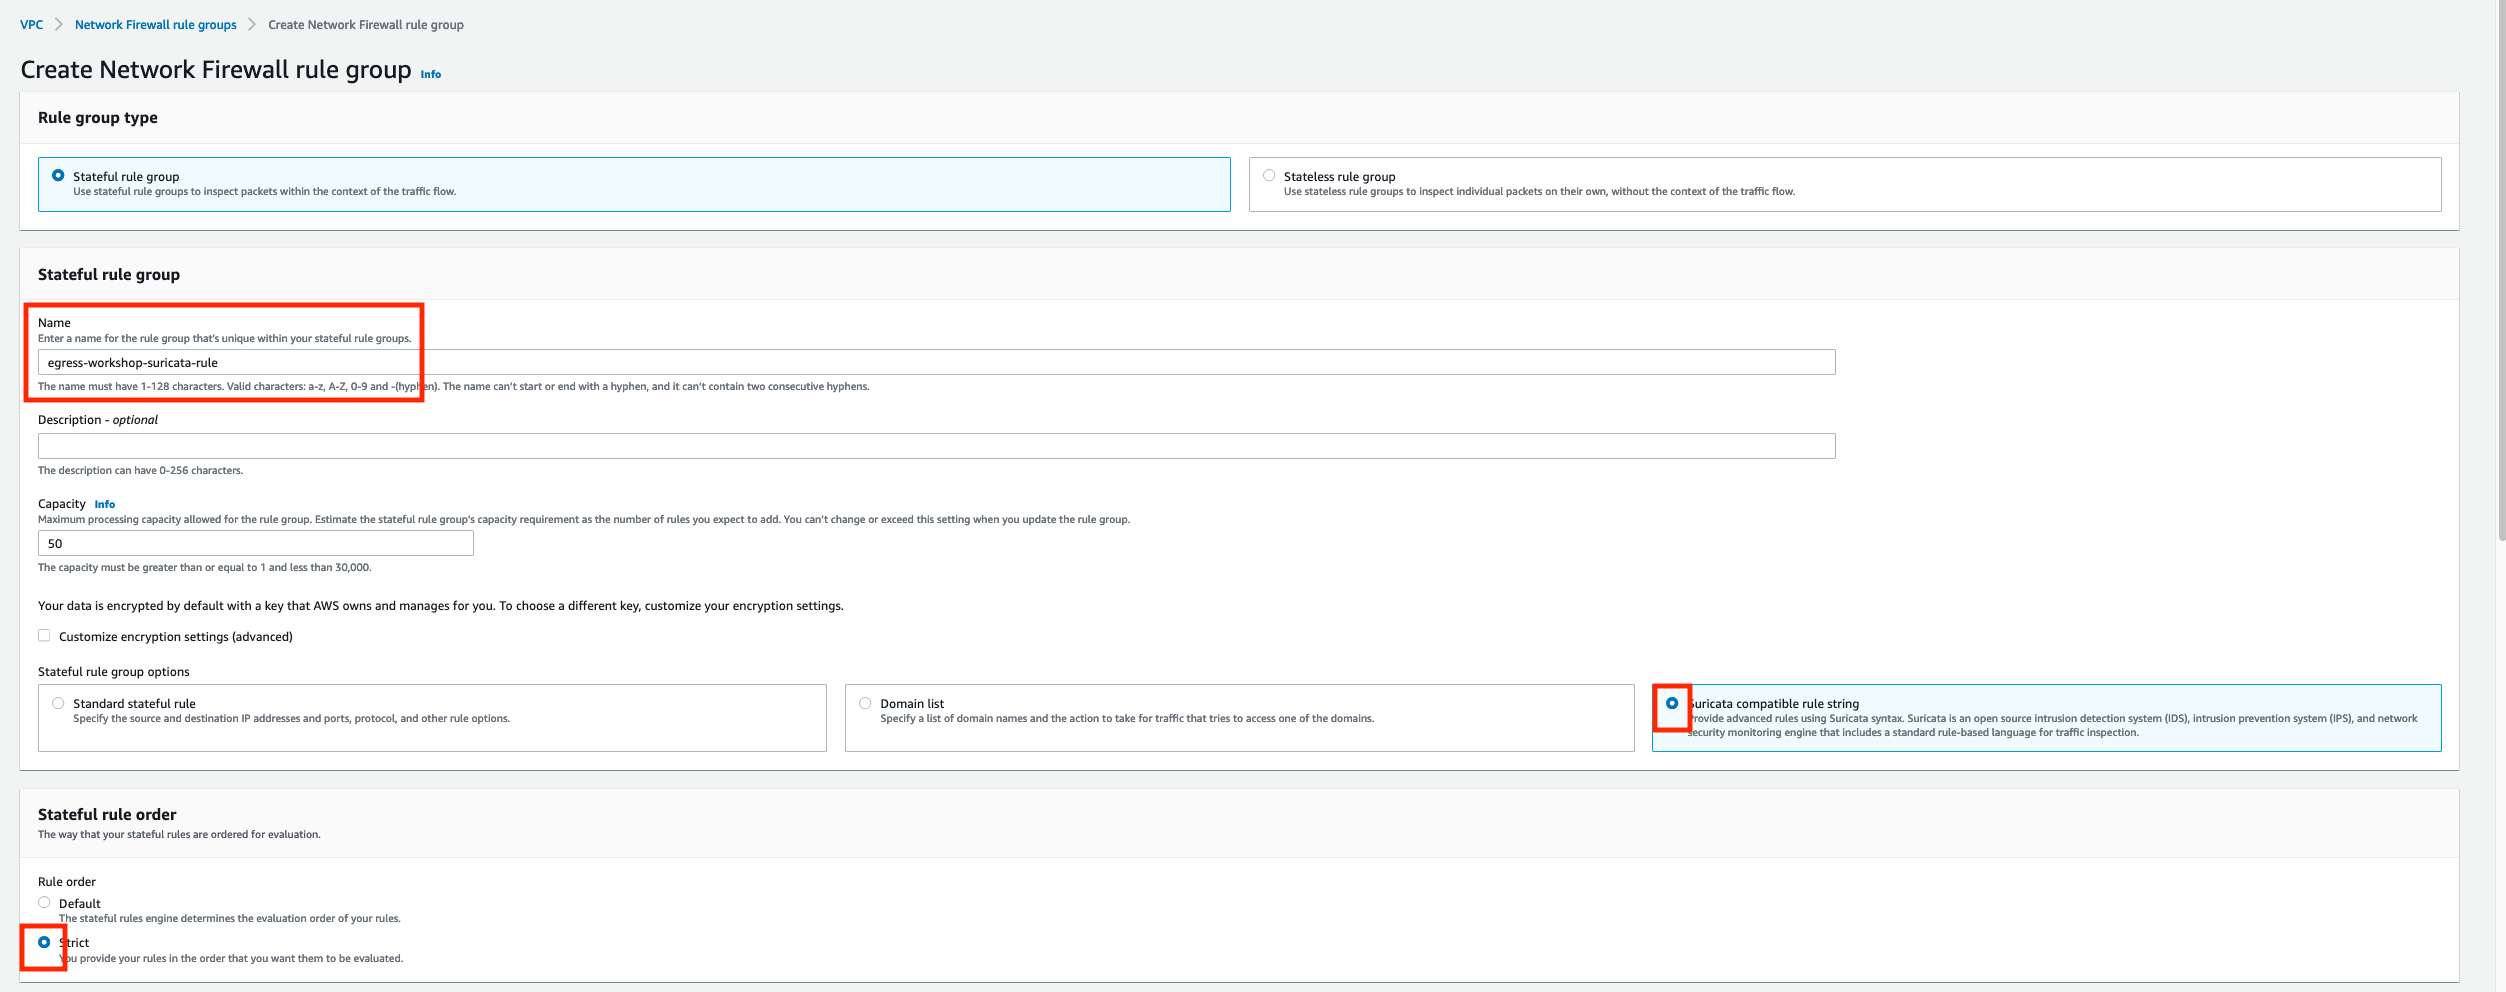 VPC > Network Firewall rule groups > Create Network Firewall rule group
Create Network Firewall rule group Info
Rule group type
Stateful rule group
Use stateful rule groups to inspect packets within the context of the traffic flow.
Stateless rule group
Use stateless rule groups to inspect individual packets on their own, without the context of the traffic flow.
Stateful rule group
Name
Enter a name for the rule group that's unique within your stateful rule groups.
egress-workshop-suricata-rule
The name must have 1-128 characters. Valid characters: a-z, A-Z, 0-9 and -(hyphen). The name can't start or end with a hyphen, and it can't contain two consecutive hyphens.
Description - optional
The description can have 0-256 characters.
Capacity Info
Maximum processing capacity allowed for the rule group. Estimate the stateful rule group's capacity requirement as the number of rules you expect to add. You can't change or exceed this setting when you update the rule group.
50
The capacity must be greater than or equal to 1 and less than 30,000.
Your data is encrypted by default with a key that AWS owns and manages for you. To choose a different key, customize your encryption settings.
Customize encryption settings (advanced)
Stateful rule group options
Standard stateful rule
Specify the source and destination IP addresses and ports, protocol, and other rule options.
Domain list
Specify a list of domain names and the action to take for traffic that tries to access one of the domains.
Suricata compatible rule string
Provide advanced rules using Suricata syntax. Suricata is an open source intrusion detection system (IDS), intrusion prevention system (IPS), and network
security monitoring engine that includes a standard rule-based language for traffic inspection.
Stateful rule order
The way that your stateful rules are ordered for evaluation.
Rule order
Default
The stateful rules engine determines the evaluation order of your rules.
Strict
You provide your rules in the order that you want them to be evaluated.